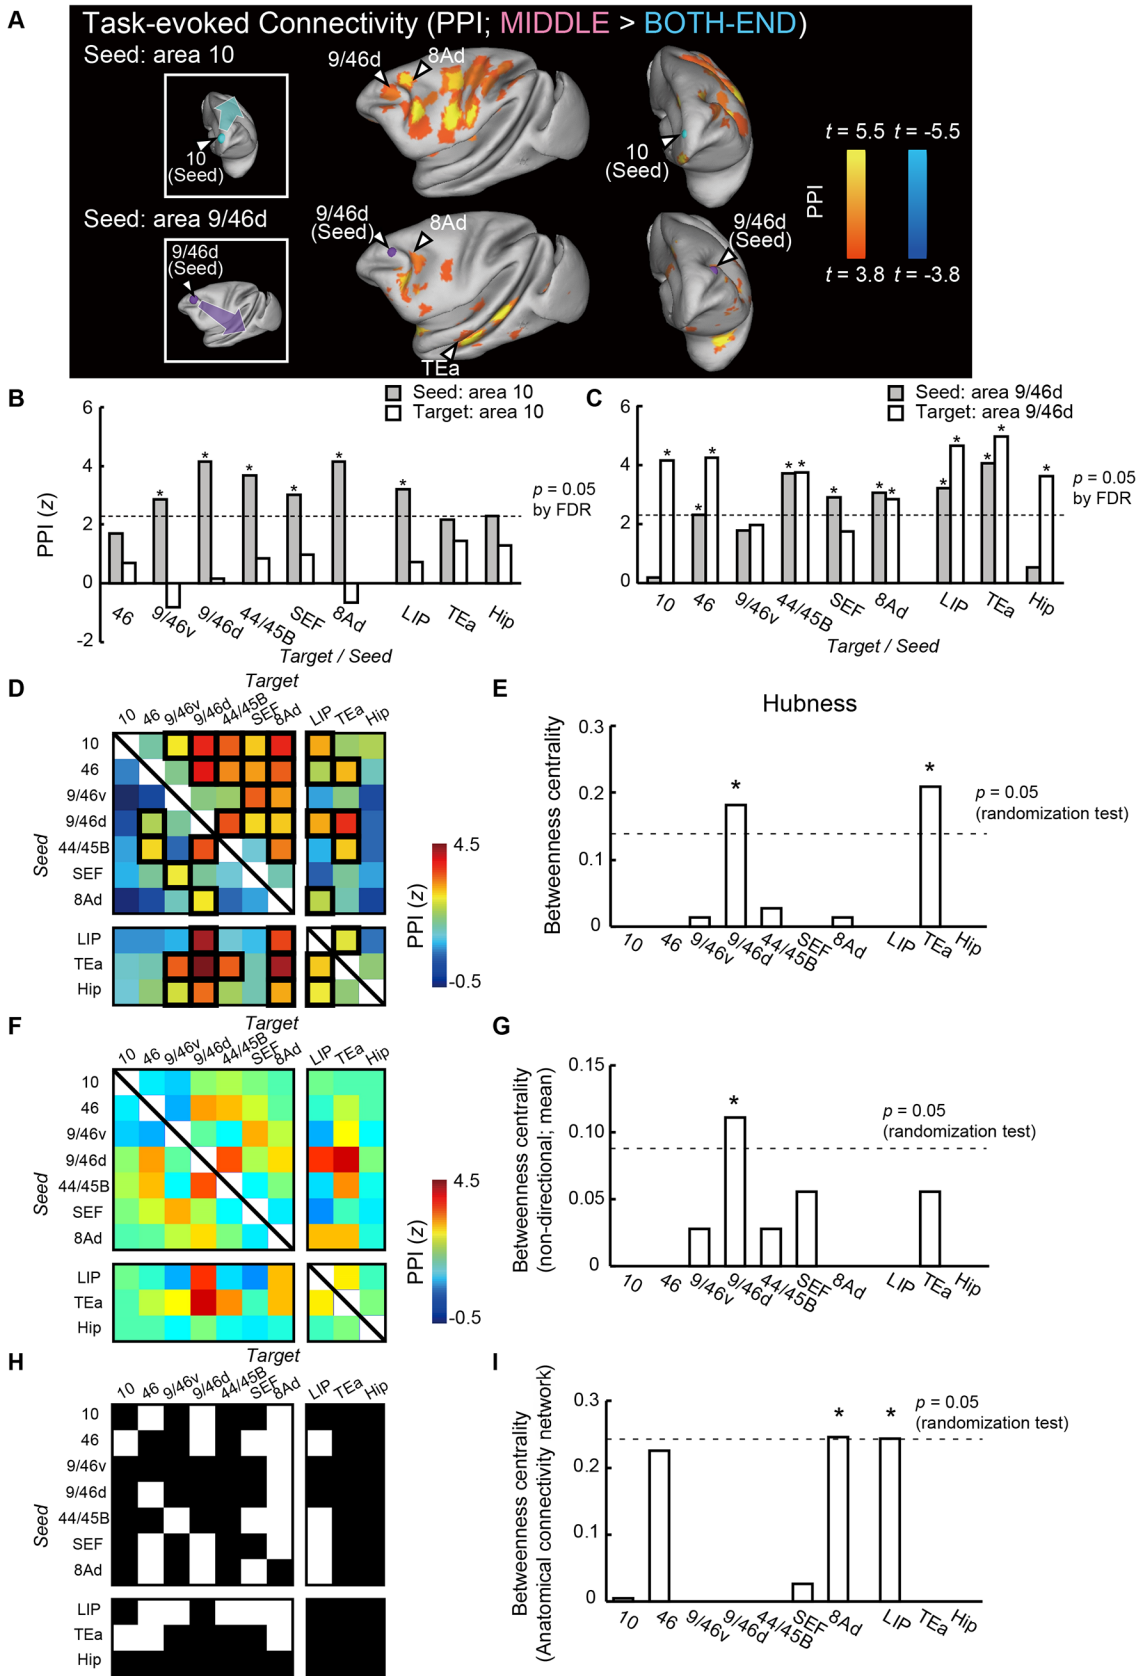 A
Task-evoked Connectivity (PPI; MIDDLE > BOTH-END)
Seed: area 10
10
(Seed)
9/46d
8Ad
10
(Seed)
Seed: area 9/46d
9/46d
(Seed)
9/46d
(Seed)
8Ad
TEa
9/46d
(Seed)
PPI
t = 5.5
t = -5.5
t = 3.8
t = -3.8
B
Seed: area 10
Target: area 10
PPI (z)
6
4
2
0
-2
* * * * * *
p = 0.05
by FDR
46 9/46v 9/46d 44/45B SEF 8Ad LIP TEa Hip
Target / Seed
C
Seed: area 9/46d
Target: area 9/46d
6
4
2
0
* * * * * * * * * * * * *
p = 0.05
by FDR
10 46 9/46v 44/45B SEF 8Ad LIP TEa Hip
Target / Seed
D
Target
10 46 9/46v 9/46d 44/45B SEF 8Ad LIP TEa Hip
Seed
10
46
9/46v
9/46d
44/45B
SEF
8Ad
LIP
TEa
Hip
PPI (z)
4.5
-0.5
E
Hubness
Betweenness centrality
0.3
0.2
0.1
0
* *
p = 0.05
(randomization test)
10 46 9/46v 9/46d 44/45B SEF 8Ad LIP TEa Hip
F
Target
10 46 9/46v 9/46d 44/45B SEF 8Ad LIP TEa Hip
Seed
10
46
9/46v
9/46d
44/45B
SEF
8Ad
LIP
TEa
Hip
PPI (z)
4.5
-0.5
G
Betweenness centrality
(non-directional; mean)
0.15
0.10
0.05
0
*
p = 0.05
(randomization test)
10 46 9/46v 9/46d 44/45B SEF 8Ad LIP TEa Hip
H
Target
10 46 9/46v 9/46d 44/45B SEF 8Ad LIP TEa Hip
Seed
10
46
9/46v
9/46d
44/45B
SEF
8Ad
LIP
TEa
Hip
I
Betweenness centrality
(Anatomical connectivity network)
0.3
0.2
0.1
0
* *
p = 0.05
(randomization test)
10 46 9/46v 9/46d 44/45B SEF 8Ad LIP TEa Hip